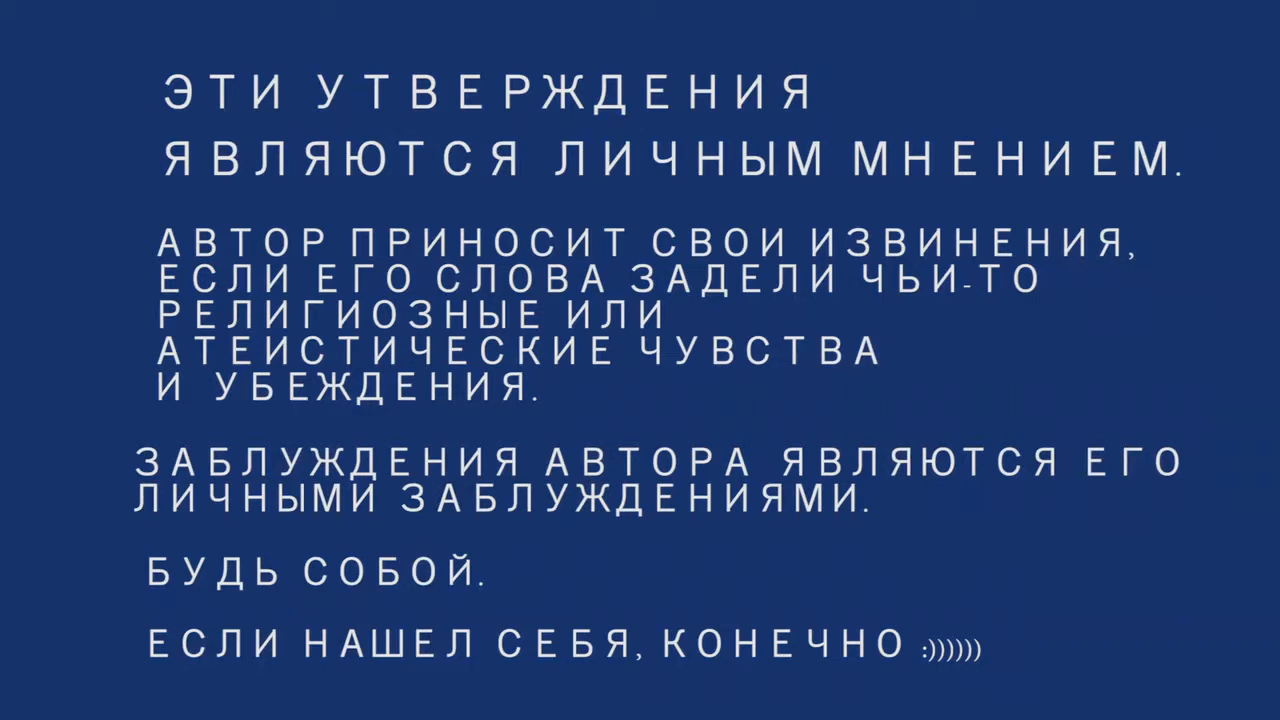 ЭТИ УТВЕРЖДЕНИЯ
ЯВЛЯЮТСЯ ЛИЧНЫМ МНЕНИЕМ.
АВТОР ПРИНОСИТ СВОИ ИЗВИНЕНИЯ,
ЕСЛИ ЕГО СЛОВА ЗАДЕЛИ ЧЬИ-ТО
РЕЛИГИОЗНЫЕ ИЛИ
АТЕИСТИЧЕСКИЕ ЧУВСТВА
И УБЕЖДЕНИЯ.
ЗАБЛУЖДЕНИЯ АВТОРА ЯВЛЯЮТСЯ ЕГО
ЛИЧНЫМИ ЗАБЛУЖДЕНИЯМИ.
БУДЬ СОБОЙ.
ЕСЛИ НАШЕЛ СЕБЯ, КОНЕЧНО :))))))